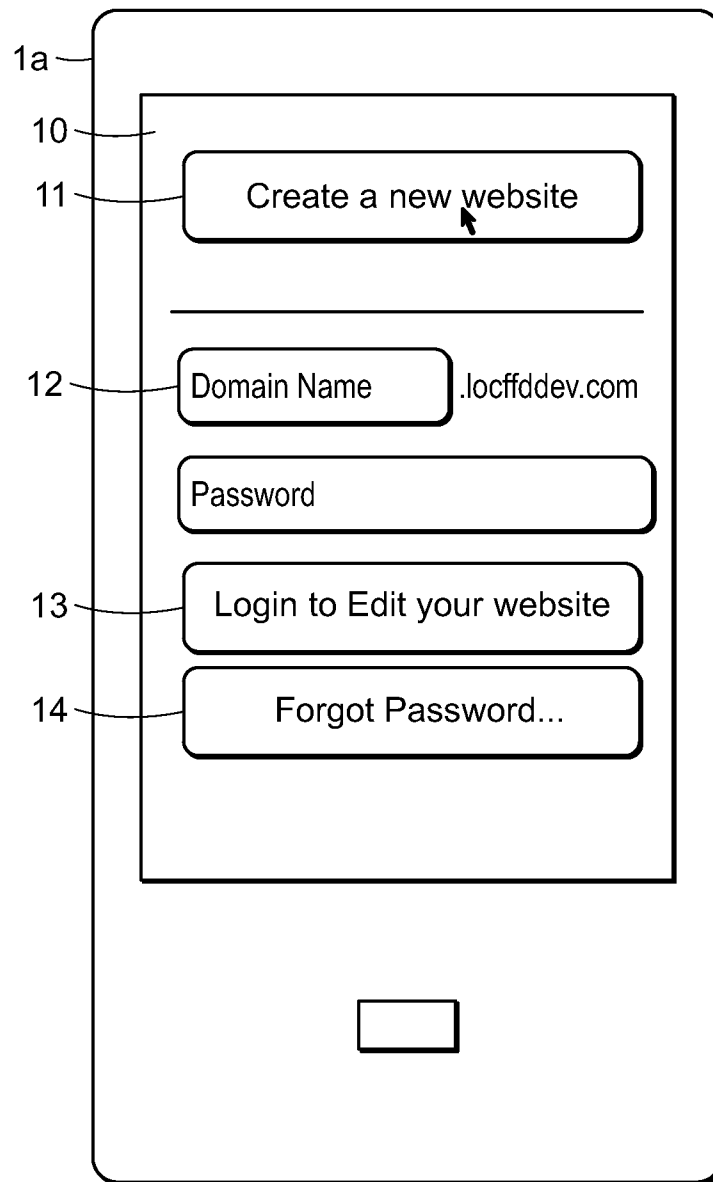 1a
10
11 Create a new website
12 Domain Name .locffddev.com
Password
13 Login to Edit your website
14 Forgot Password...